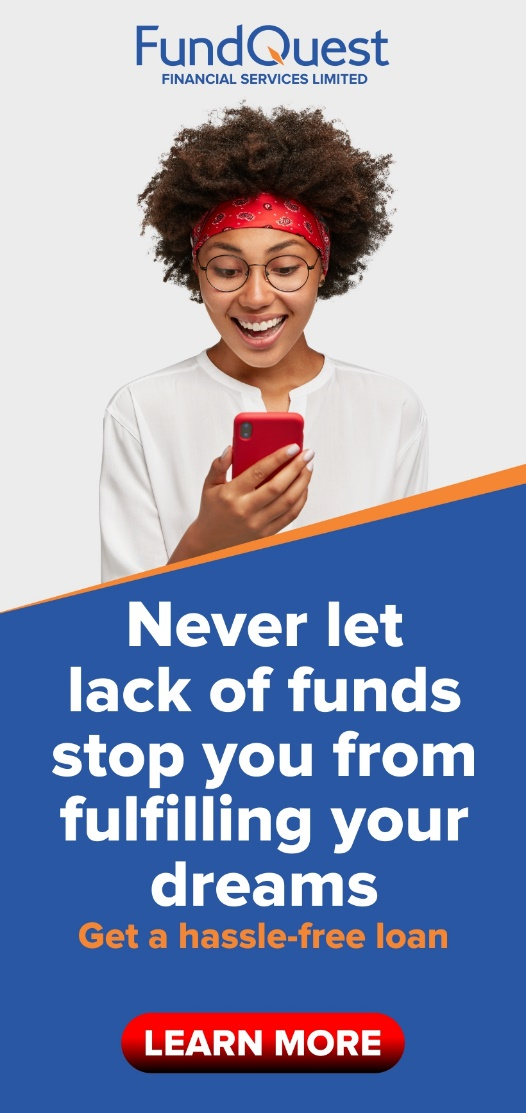 FundQuest
FINANCIAL SERVICES LIMITED
Never let
lack of funds
stop you from
fulfilling your
dreams
Get a hassle-free loan
LEARN MORE